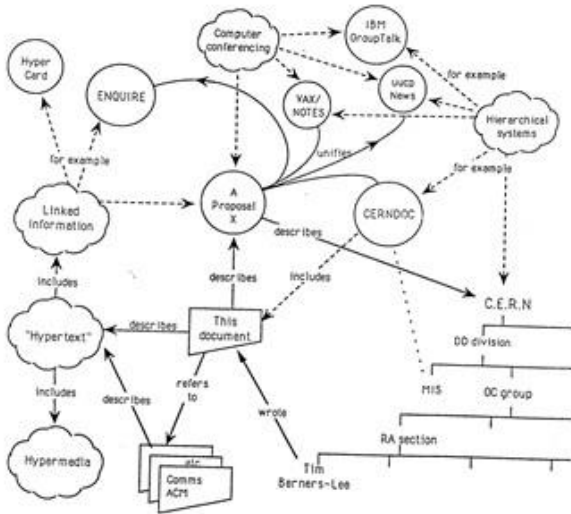 Computer
conferencing
IBM
GroupTalk
Hyper
Card
ENQUIRE
VAX/
NOTES
uucp
News
for example
Hierarchical
systems
unifies
for example
for example
Linked
information
A
Proposal
X
CERNDOC
describes
includes
describes
includes
C.E.R.N
This
document
"Hypertext"
describes
DD division
refers
to
MIS
OC group
includes
describes
wrote
RA section
Hypermedia
etc
Comms
ACM
Tim
Berners-Lee